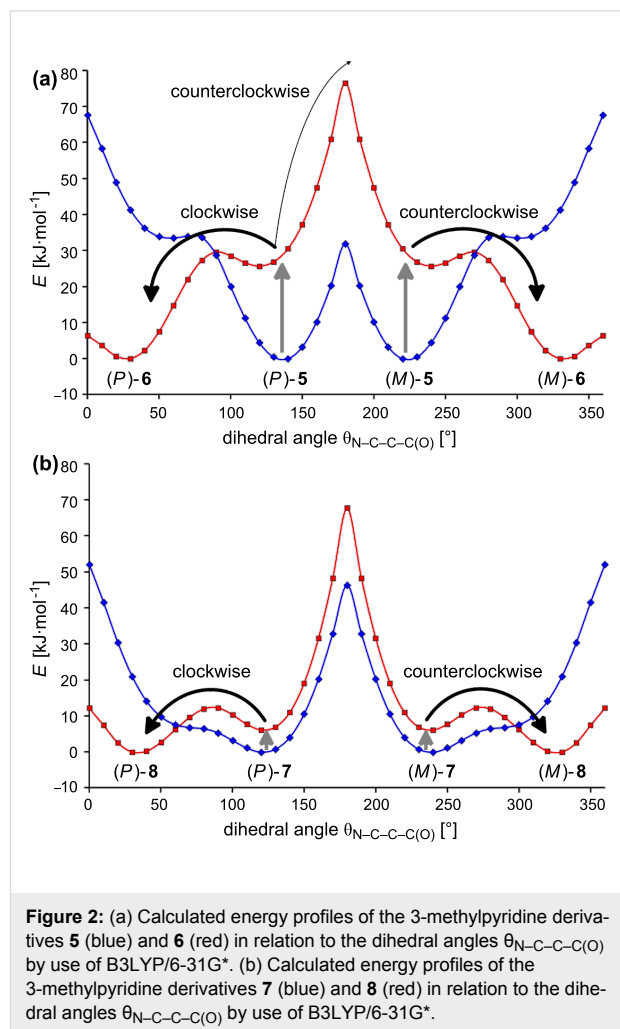 (a)
80
70
60
50
40
30
20
10
0
–10
E [kJ·mol⁻¹]
counterclockwise
clockwise
counterclockwise
(P)-6
(P)-5
(M)-5
(M)-6
0 50 100 150 200 250 300 350
dihedral angle θN–C–C–C(O) [°]
(b)
80
70
60
50
40
30
20
10
0
–10
E [kJ·mol⁻¹]
clockwise
counterclockwise
(P)-8
(P)-7
(M)-7
(M)-8
0 50 100 150 200 250 300 350
dihedral angle θN–C–C–C(O) [°]
Figure 2: (a) Calculated energy profiles of the 3-methylpyridine deriva-
tives 5 (blue) and 6 (red) in relation to the dihedral angles θN–C–C–C(O)
by use of B3LYP/6-31G*. (b) Calculated energy profiles of the
3-methylpyridine derivatives 7 (blue) and 8 (red) in relation to the dihe-
dral angles θN–C–C–C(O) by use of B3LYP/6-31G*.